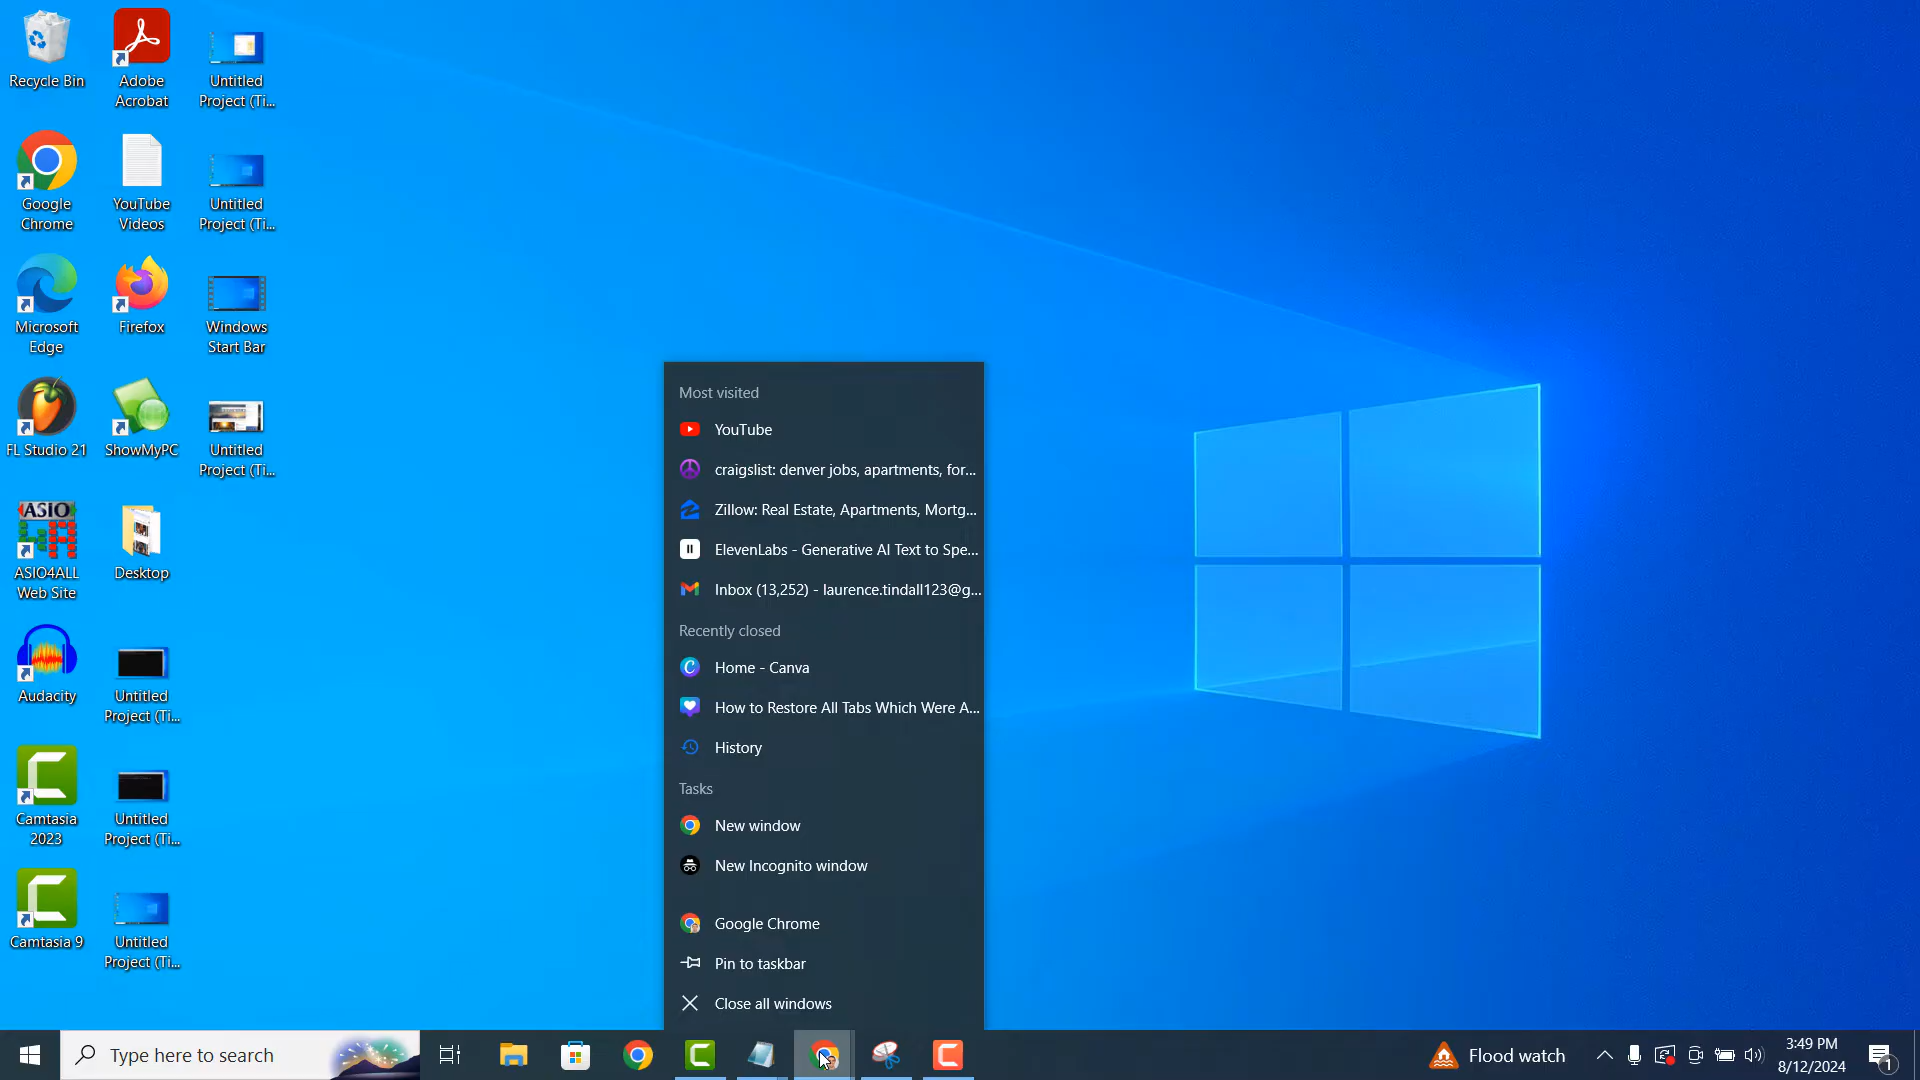 Recycle Bin
Adobe
Acrobat
Untitled
Project (Ti...
Google
Chrome
YouTube
Videos
Untitled
Project (Ti...
Microsoft
Edge
Firefox
Windows
Start Bar
FL Studio 21
ShowMyPC
Untitled
Project (Ti...
ASIO
ASIO4ALL
Web Site
Desktop
Audacity
Untitled
Project (Ti...
Camtasia
2023
Untitled
Project (Ti...
Camtasia 9
Untitled
Project (Ti...
Most visited
YouTube
craigslist: denver jobs, apartments, for...
Zillow: Real Estate, Apartments, Mortg...
ElevenLabs - Generative AI Text to Spe...
Inbox (13,252) - laurence.tindall123@g...
Recently closed
Home - Canva
How to Restore All Tabs Which Were A...
History
Tasks
New window
New Incognito window
Google Chrome
Pin to taskbar
Close all windows
Type here to search
Flood watch
3:49 PM
8/12/2024
1